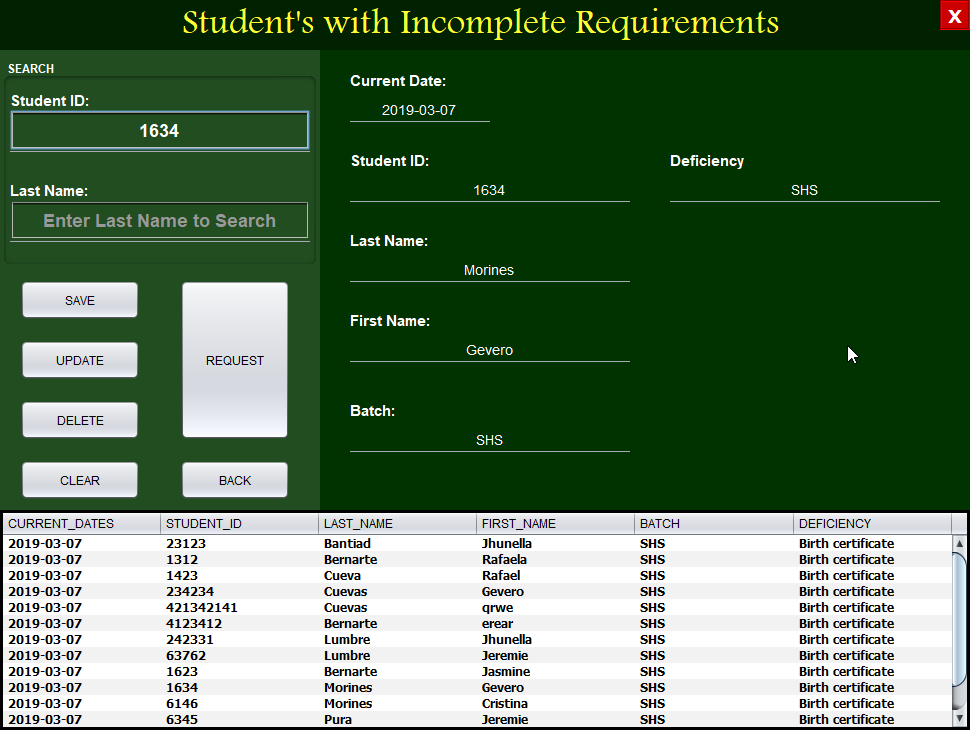 Student's with Incomplete Requirements
X
SEARCH
Student ID:
1634
Last Name:
Enter Last Name to Search
SAVE
UPDATE
DELETE
CLEAR
REQUEST
BACK
Current Date:
2019-03-07
Student ID:
1634
Deficiency
SHS
Last Name:
Morines
First Name:
Gevero
Batch:
SHS
CURRENT_DATES STUDENT_ID LAST_NAME FIRST_NAME BATCH DEFICIENCY
2019-03-07 23123 Bantiad Jhunella SHS Birth certificate
2019-03-07 1312 Bernarte Rafaela SHS Birth certificate
2019-03-07 1423 Cueva Rafael SHS Birth certificate
2019-03-07 234234 Cuevas Gevero SHS Birth certificate
2019-03-07 421342141 Cuevas qrwe SHS Birth certificate
2019-03-07 4123412 Bernarte erear SHS Birth certificate
2019-03-07 242331 Lumbre Jhunella SHS Birth certificate
2019-03-07 63762 Lumbre Jeremie SHS Birth certificate
2019-03-07 1623 Bernarte Jasmine SHS Birth certificate
2019-03-07 1634 Morines Gevero SHS Birth certificate
2019-03-07 6146 Morines Cristina SHS Birth certificate
2019-03-07 6345 Pura Jeremie SHS Birth certificate